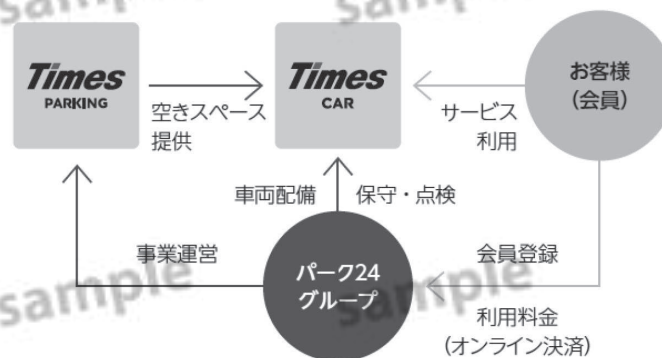 sample
sample
Times
PARKING
空きスペース
提供
Times
CAR
サービス
利用
お客様
(会員)
車両配備
保守・点検
事業運営
パーク24
グループ
会員登録
利用料金
(オンライン決済)
sample
sample